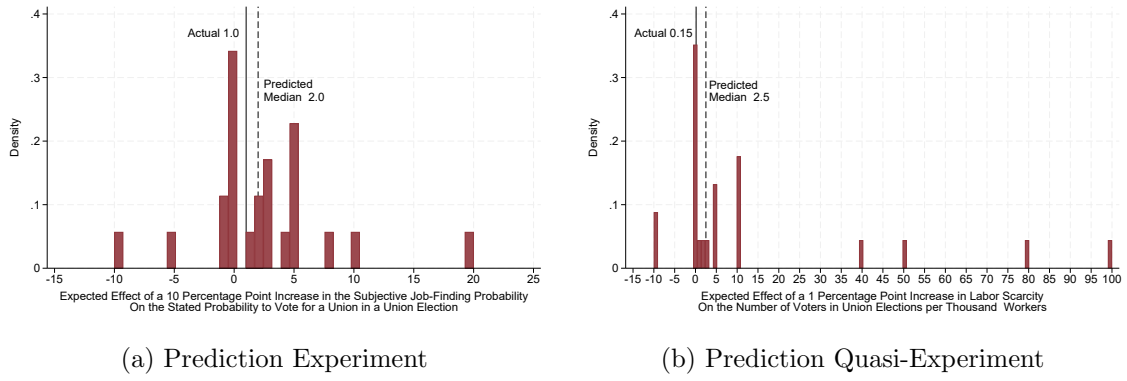 .4
.3
.2
.1
0
Density
Actual 1.0
Predicted
Median 2.0
-15 -10 -5 0 5 10 15 20 25
Expected Effect of a 10 Percentage Point Increase in the Subjective Job-Finding Probability
On the Stated Probability to Vote for a Union in a Union Election
(a) Prediction Experiment
.4
.3
.2
.1
0
Density
Actual 0.15
Predicted
Median 2.5
-15 -10 -5 0 5 10 15 20 25 30 35 40 45 50 55 60 65 70 75 80 85 90 95 100
Expected Effect of a 1 Percentage Point Increase in Labor Scarcity
On the Number of Voters in Union Elections per Thousand Workers
(b) Prediction Quasi-Experiment